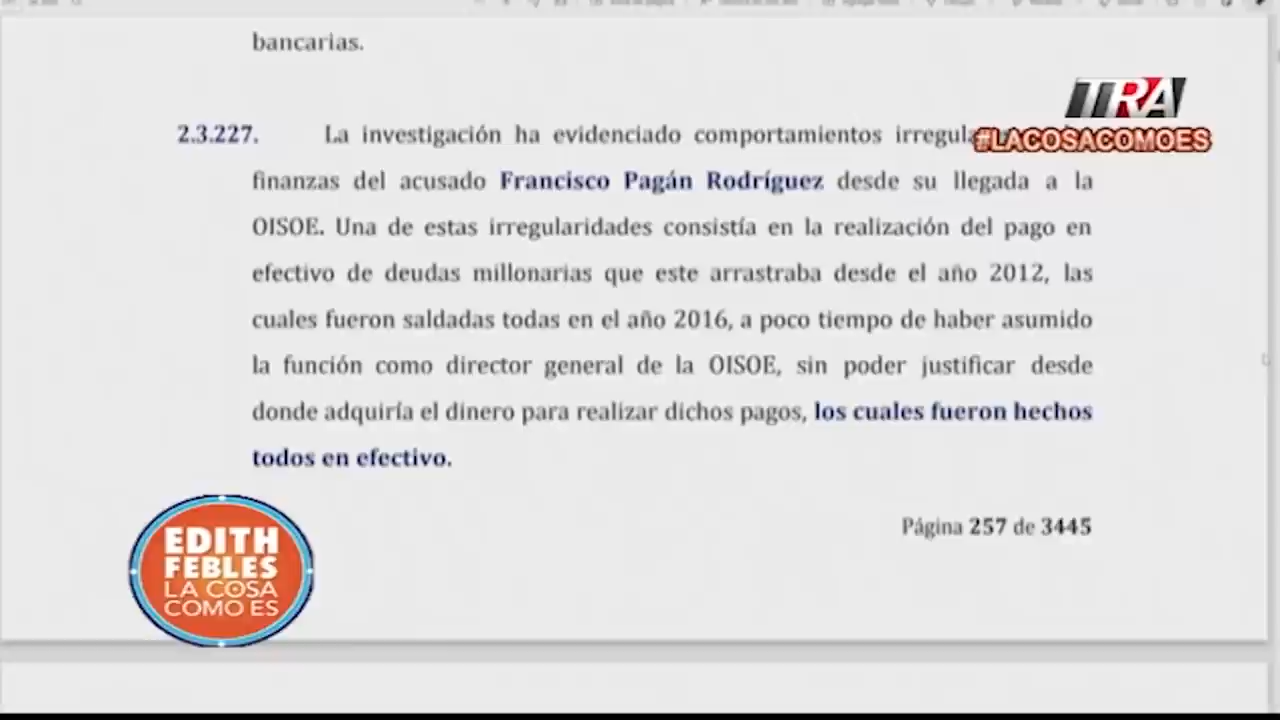 bancarias.
TRA
#LACOSACOMOES
2.3.227. La investigación ha evidenciado comportamientos
finanzas del acusado Francisco Pagán Rodríguez desde su llegada a la
OISOE. Una de estas irregularidades consistía en la realización del pago en
efectivo de deudas millonarias que este arrastraba desde el año 2012, las
cuales fueron saldadas todas en el año 2016, a poco tiempo de haber asumido
la función como director general de la OISOE, sin poder justificar desde
donde adquiría el dinero para realizar dichos pagos, los cuales fueron hechos
todos en efectivo.
Página 257 de 3445
EDITH
FEBLES
LA COSA
COMO ES